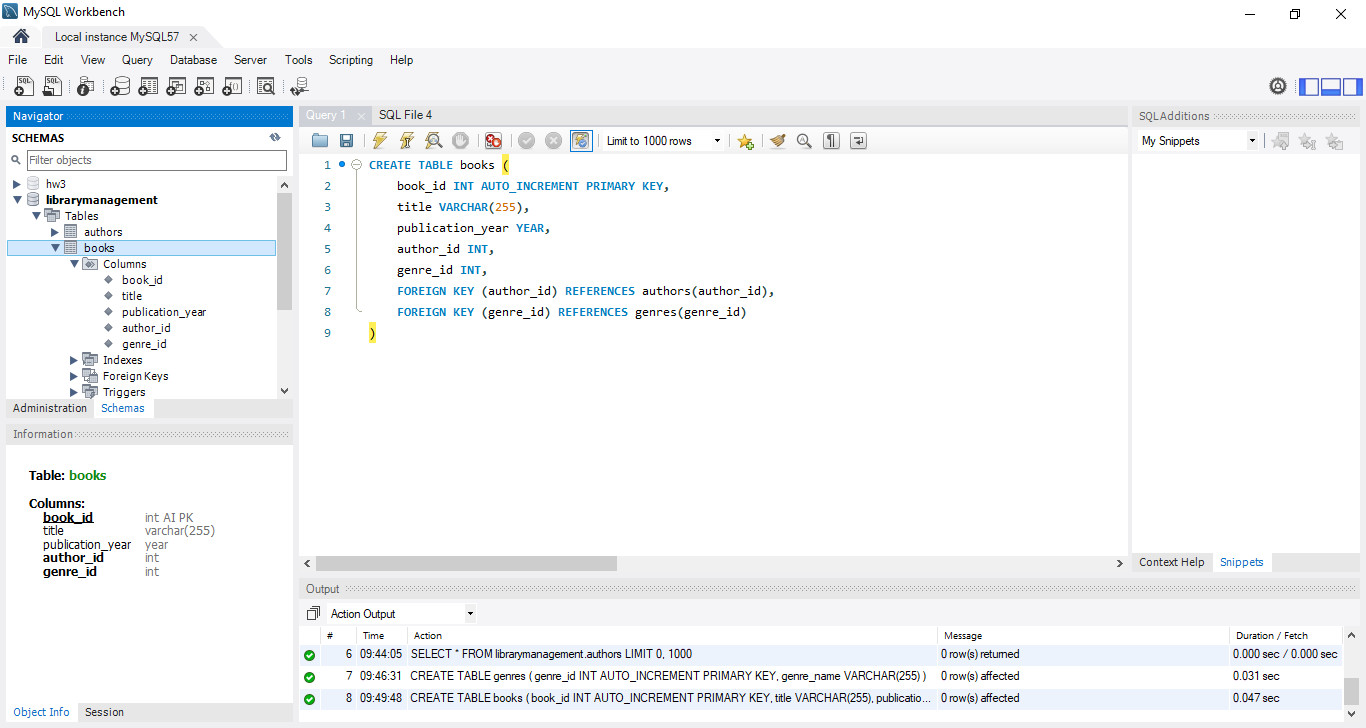 MySQL Workbench
Local instance MySQL57
File Edit View Query Database Server Tools Scripting Help
Navigator
SCHEMAS
Filter objects
hw3
librarymanagement
Tables
authors
books
Columns
book_id
title
publication_year
author_id
genre_id
Indexes
Foreign Keys
Triggers
Administration Schemas
Information
Table: books
Columns:
book_id int AI PK
title varchar(255)
publication_year year
author_id int
genre_id int
Object Info Session
Query 1 SQL File 4
Limit to 1000 rows
1 CREATE TABLE books (
2 book_id INT AUTO_INCREMENT PRIMARY KEY,
3 title VARCHAR(255),
4 publication_year YEAR,
5 author_id INT,
6 genre_id INT,
7 FOREIGN KEY (author_id) REFERENCES authors(author_id),
8 FOREIGN KEY (genre_id) REFERENCES genres(genre_id)
9 )
SQLAdditions
My Snippets
Context Help Snippets
Output
Action Output
# Time Action Message Duration / Fetch
6 09:44:05 SELECT * FROM librarymanagement.authors LIMIT 0, 1000 0 row(s) returned 0.000 sec / 0.000 sec
7 09:46:31 CREATE TABLE genres ( genre_id INT AUTO_INCREMENT PRIMARY KEY, genre_name VARCHAR(255) ) 0 row(s) affected 0.031 sec
8 09:49:48 CREATE TABLE books ( book_id INT AUTO_INCREMENT PRIMARY KEY, title VARCHAR(255), publicatio... 0 row(s) affected 0.047 sec